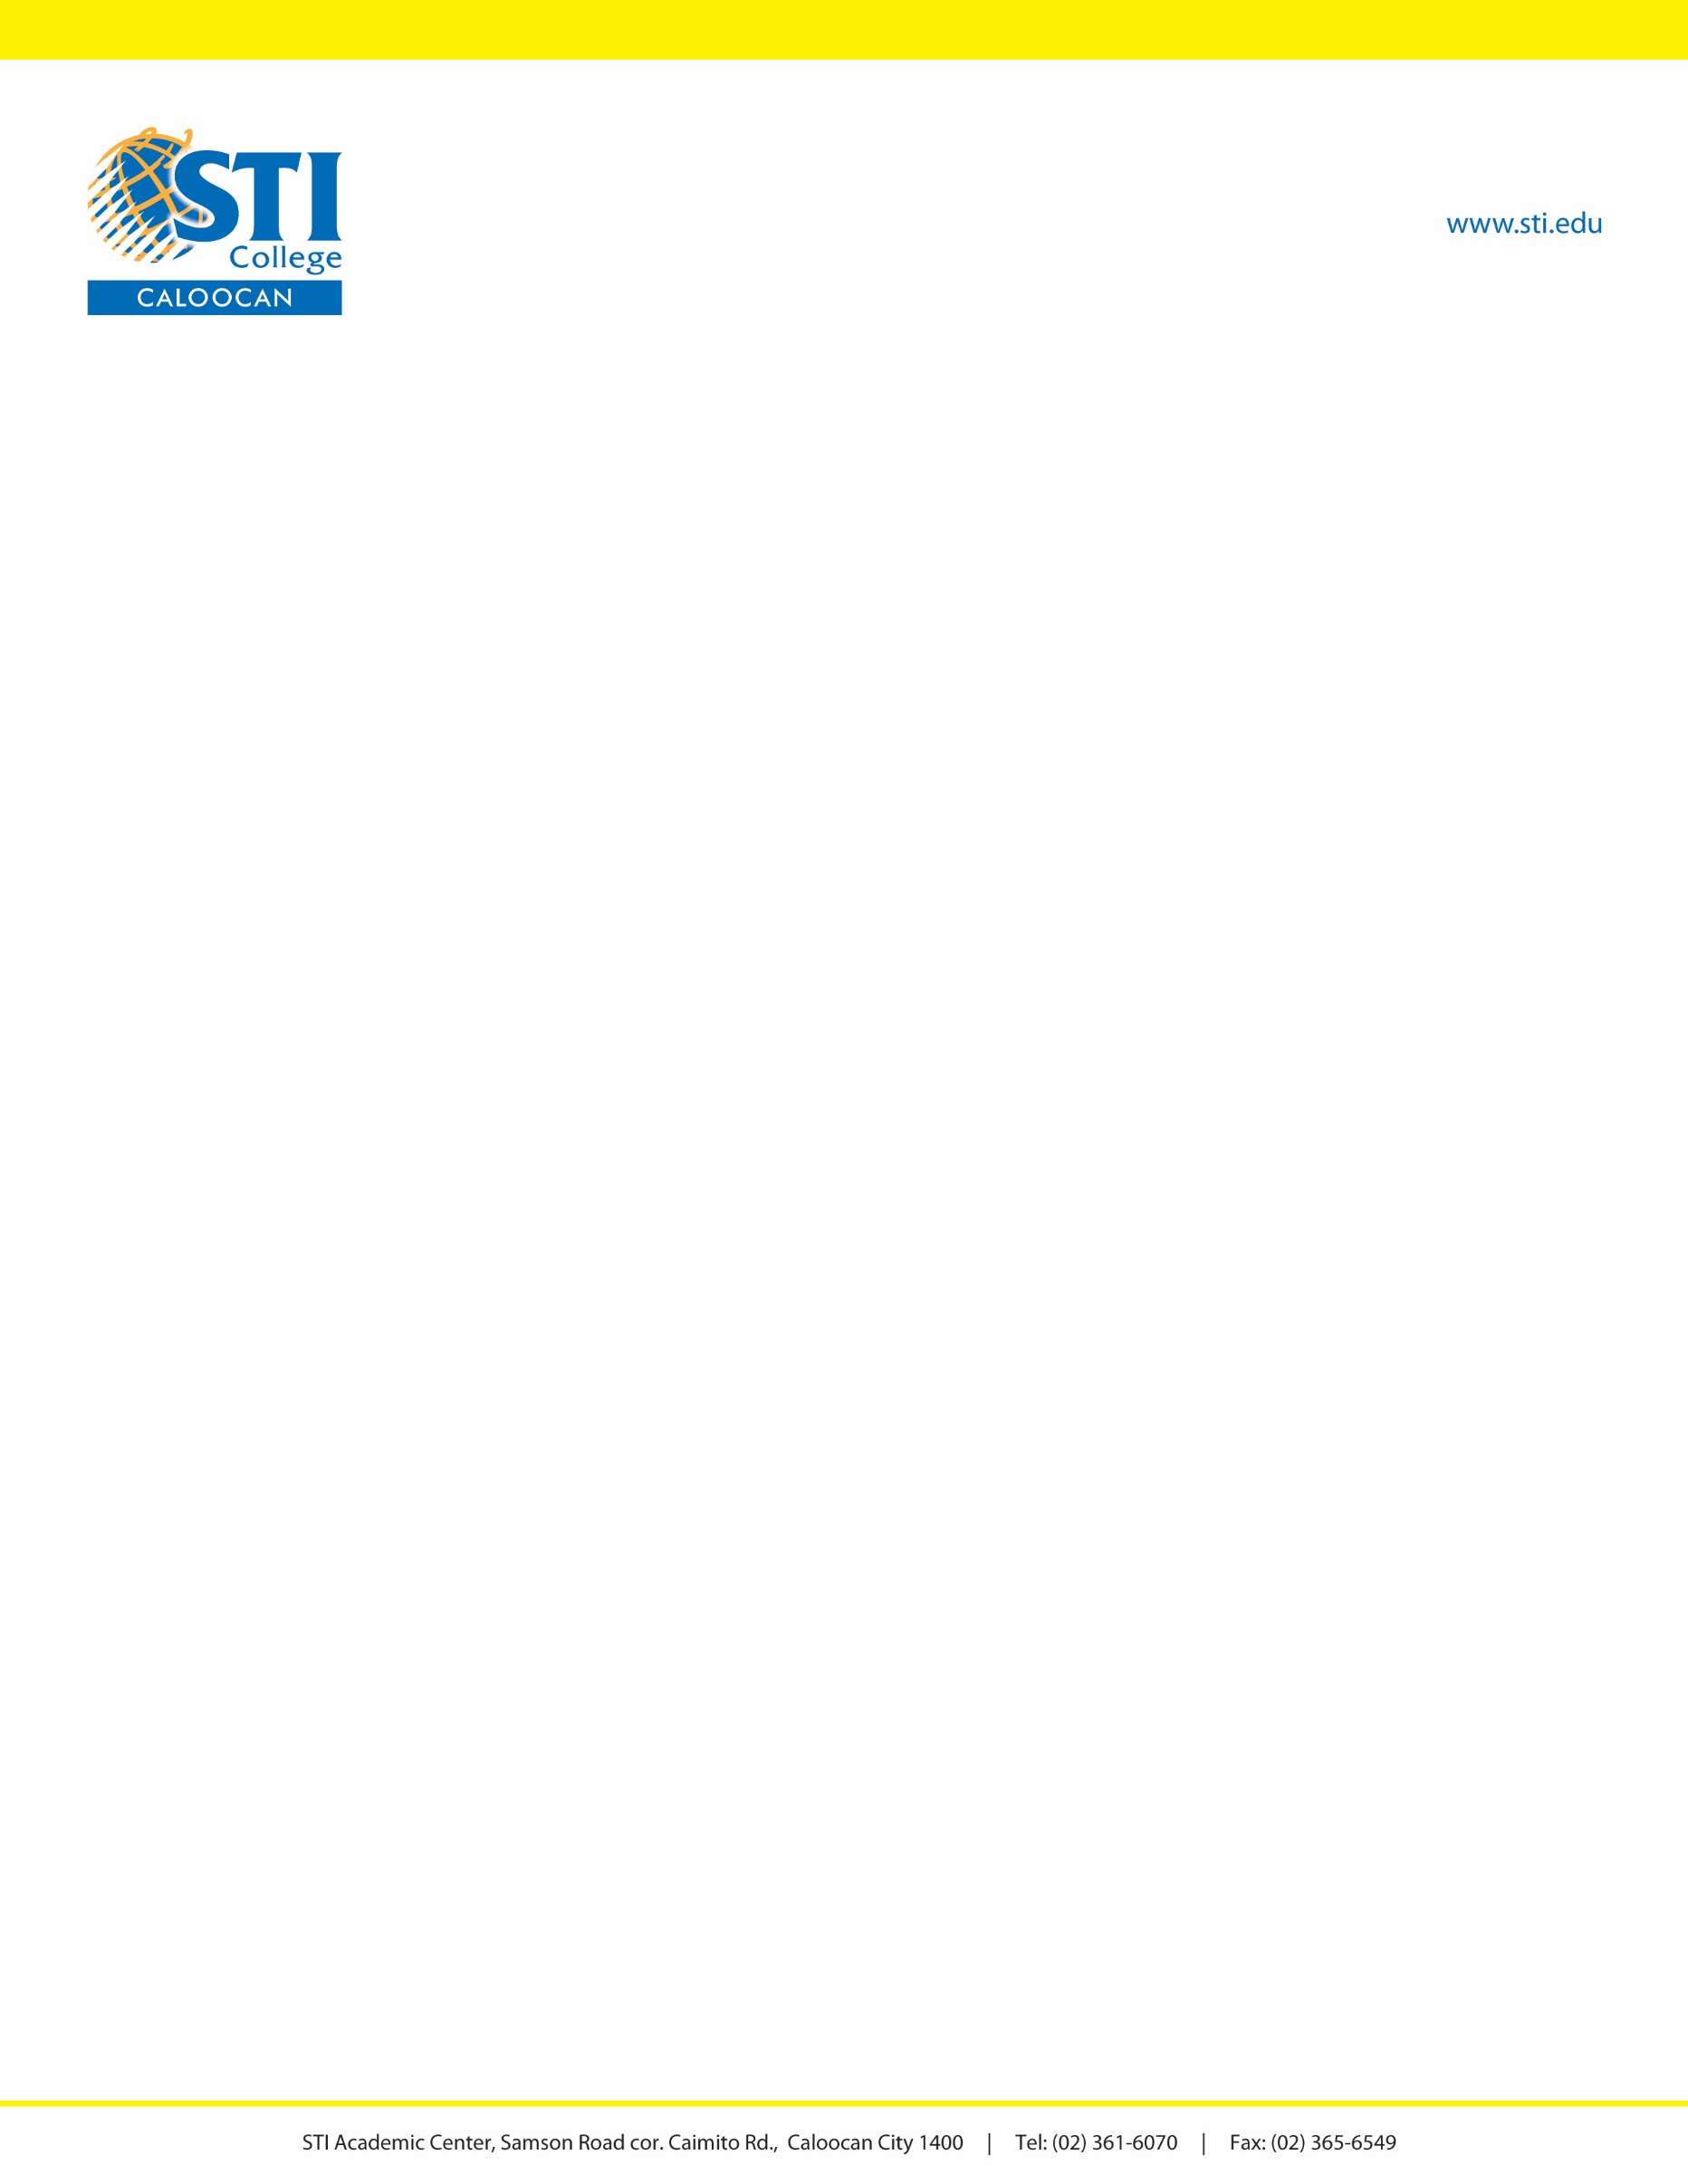 STI
College
CALOOCAN
www.sti.edu
STI Academic Center, Samson Road cor. Caimito Rd.,  Caloocan City 1400 | Tel: (02) 361-6070 | Fax: (02) 365-6549